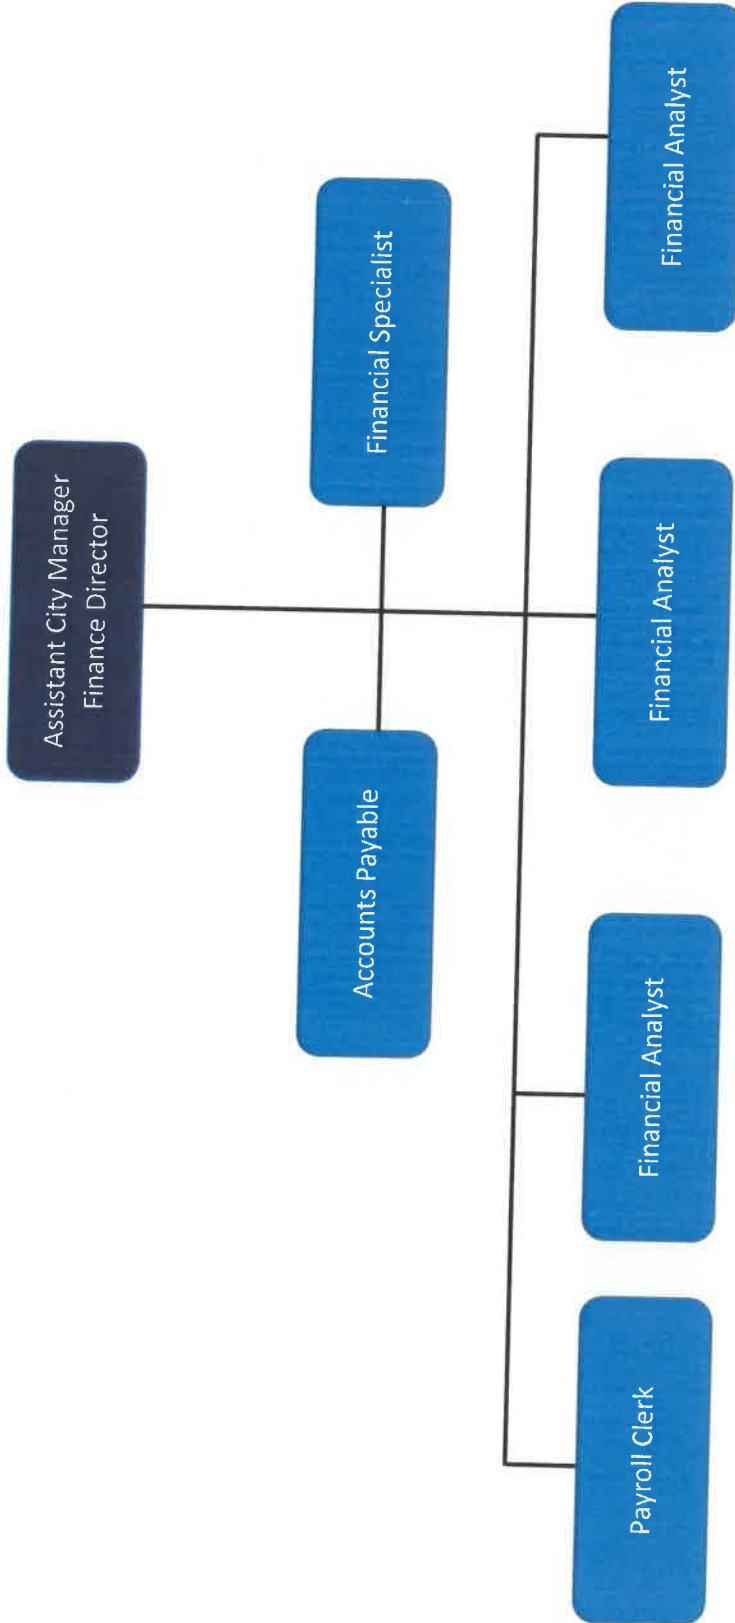 Assistant City Manager
Finance Director
Accounts Payable
Financial Specialist
Payroll Clerk
Financial Analyst
Financial Analyst
Financial Analyst